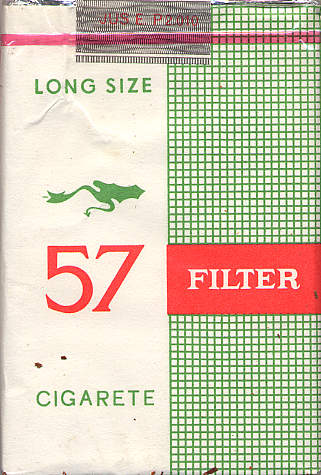 LONG SIZE
57
FILTER
CIGARETE